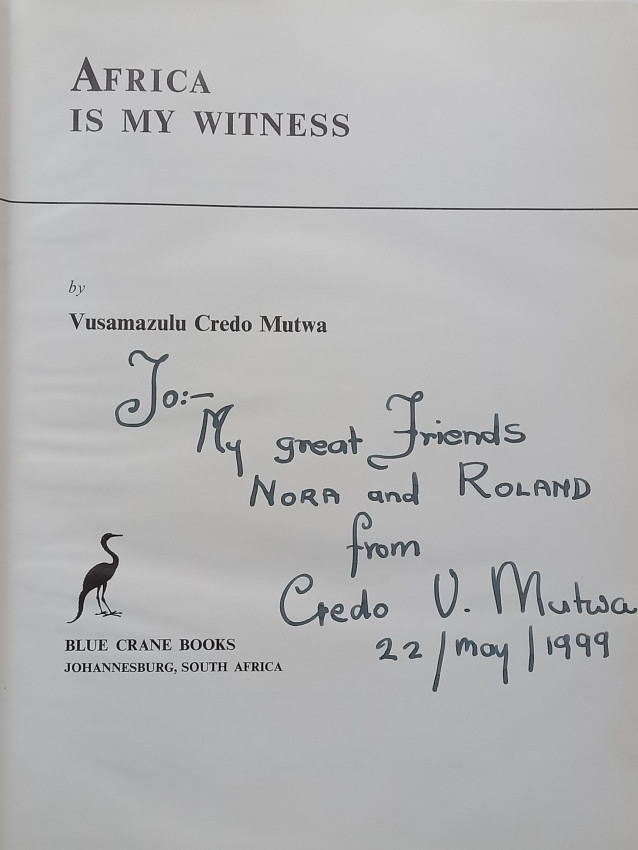 AFRICA
IS MY WITNESS
by
Vusamazulu Credo Mutwa
To:-
My great Friends
NORA and ROLAND
from
Credo V. Mutwa
22/may/1999
BLUE CRANE BOOKS
JOHANNESBURG, SOUTH AFRICA